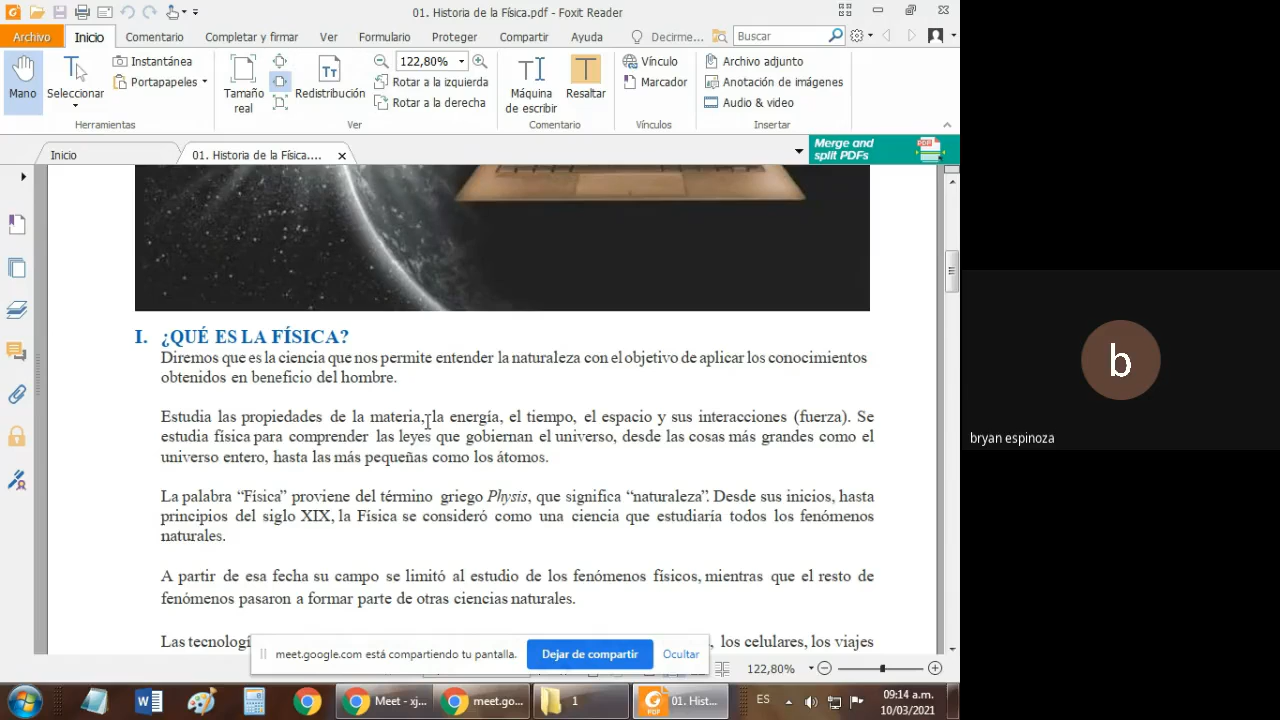 01. Historia de la Física.pdf - Foxit Reader
Archivo Inicio Comentario Completar y firmar Ver Formulario Proteger Compartir Ayuda Decirme... Buscar
Mano
Seleccionar
Instantánea
Portapapeles
Herramientas
Tamaño real
Redistribución
122,80%
Rotar a la izquierda
Rotar a la derecha
Ver
Máquina de escribir
Resaltar
Comentario
Vínculo
Marcador
Vínculos
Archivo adjunto
Anotación de imágenes
Audio & video
Insertar
Inicio
01. Historia de la Física....
Merge and
split PDFs
I. ¿QUÉ ES LA FÍSICA?
Diremos que es la ciencia que nos permite entender la naturaleza con el objetivo de aplicar los conocimientos
obtenidos en beneficio del hombre.
Estudia las propiedades de la materia, la energía, el tiempo, el espacio y sus interacciones (fuerza). Se
estudia física para comprender las leyes que gobiernan el universo, desde las cosas más grandes como el
universo entero, hasta las más pequeñas como los átomos.
La palabra “Física” proviene del término griego Physis, que significa “naturaleza”. Desde sus inicios, hasta
principios del siglo XIX, la Física se consideró como una ciencia que estudiaría todos los fenómenos
naturales.
A partir de esa fecha su campo se limitó al estudio de los fenómenos físicos, mientras que el resto de
fenómenos pasaron a formar parte de otras ciencias naturales.
Las los celulares, los viajes
meet.google.com está compartiendo tu pantalla. Dejar de compartir Ocultar
122,80%
Meet - xj... meet.go... 1 01. Hist... ES 09:14 a.m.
10/03/2021
b
bryan espinoza